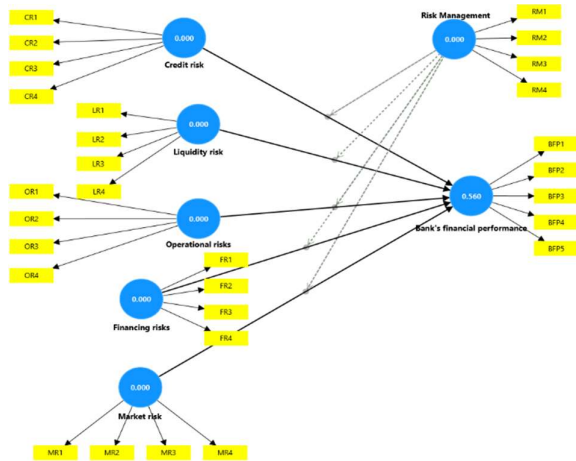 CR1
CR2
CR3
CR4
0.000
Credit risk
Risk Management
0.000
RM1
RM2
RM3
RM4
LR1
LR2
LR3
LR4
0.000
Liquidity risk
OR1
OR2
OR3
OR4
0.000
Operational risks
0.560
Bank's financial performance
BFP1
BFP2
BFP3
BFP4
BFP5
0.000
Financing risks
FR1
FR2
FR3
FR4
0.000
Market risk
MR1
MR2
MR3
MR4